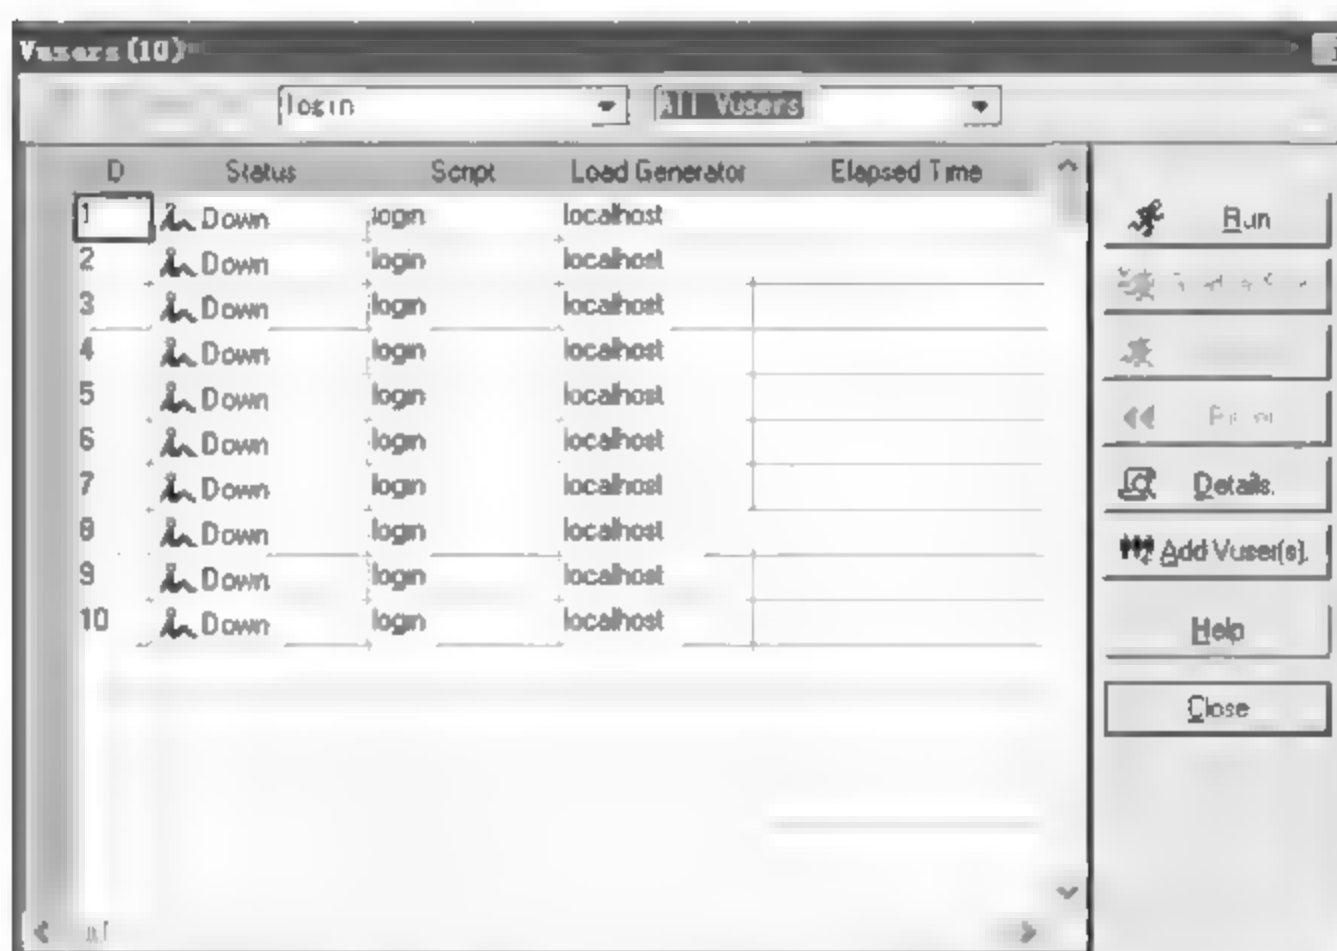 Vusers(10)
login All Vusers
ID Status Script Load Generator Elapsed Time
1 Down login localhost
2 Down login localhost
3 Down login localhost
4 Down login localhost
5 Down login localhost
6 Down login localhost
7 Down login localhost
8 Down login localhost
9 Down login localhost
10 Down login localhost
Run
Details.
Add Vuser(s).
Help
Close